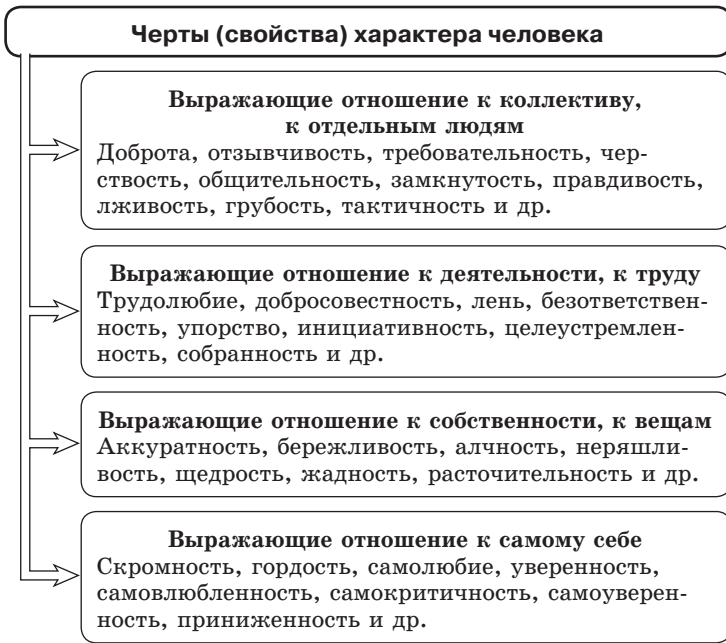 Черты (свойства) характера человека
Выражающие отношение к коллективу,
к отдельным людям
Доброта, отзывчивость, требовательность, чер-
ствость, общительность, замкнутость, правдивость,
лживость, грубость, тактичность и др.
Выражающие отношение к деятельности, к труду
Трудолюбие, добросовестность, лень, безответствен-
ность, упорство, инициативность, целеустремлен-
ность, собранность и др.
Выражающие отношение к собственности, к вещам
Аккуратность, бережливость, алчность, неряшли-
вость, щедрость, жадность, расточительность и др.
Выражающие отношение к самому себе
Скромность, гордость, самолюбие, уверенность,
самовлюбленность, самокритичность, самоуверен-
ность, приниженность и др.